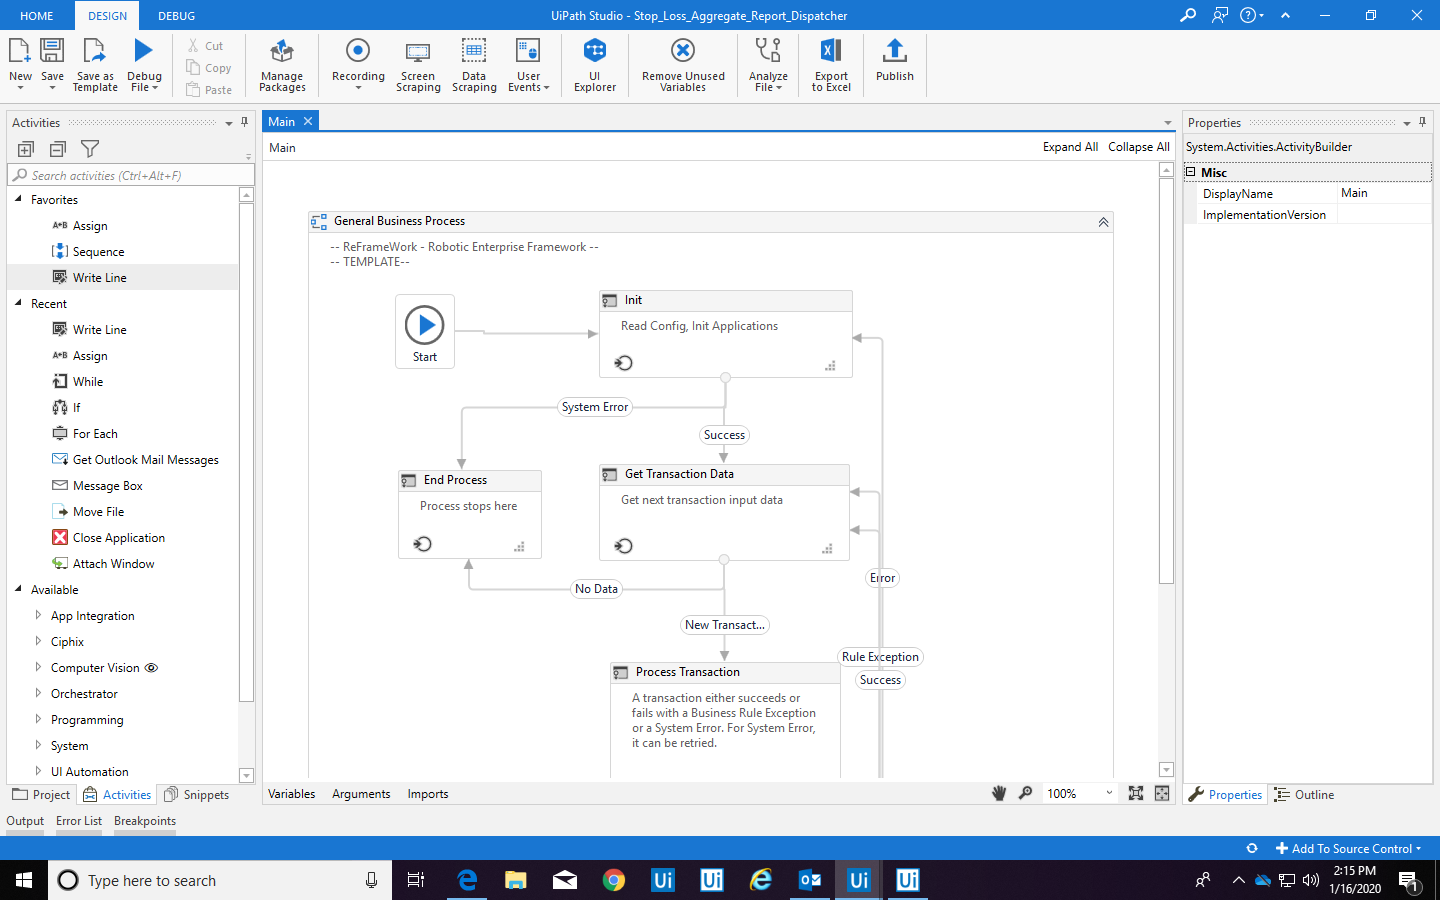 HOME
DESIGN
DEBUG
UiPath Studio - Stop_Loss_Aggregate_Report_Dispatcher
New
Save
Save as
Template
Debug
File
Cut
Copy
Paste
Manage
Packages
Recording
Screen
Scraping
Data
Scraping
User
Events
UI
Explorer
Remove Unused
Variables
Analyze
File
Export
to Excel
Publish
Activities
Search activities (Ctrl+Alt+F)
Favorites
A*B Assign
Sequence
Write Line
Recent
Write Line
A*B Assign
While
If
For Each
Get Outlook Mail Messages
Message Box
Move File
Close Application
Attach Window
Available
App Integration
Ciphix
Computer Vision
Orchestrator
Programming
System
UI Automation
Project
Activities
Snippets
Main
Main
Expand All
Collapse All
General Business Process
-- ReFrameWork - Robotic Enterprise Framework --
-- TEMPLATE--
Start
Init
Read Config, Init Applications
System Error
Success
End Process
Process stops here
Get Transaction Data
Get next transaction input data
Error
No Data
New Transact...
Rule Exception
Success
Process Transaction
A transaction either succeeds or
fails with a Business Rule Exception
or a System Error. For System Error,
it can be retried.
Variables
Arguments
Imports
100%
Properties
System.Activities.ActivityBuilder
Misc
DisplayName
Main
ImplementationVersion
Properties
Outline
Output
Error List
Breakpoints
Add To Source Control
Type here to search
Ui
Ui
Ui
Ui
2:15 PM
1/16/2020
1